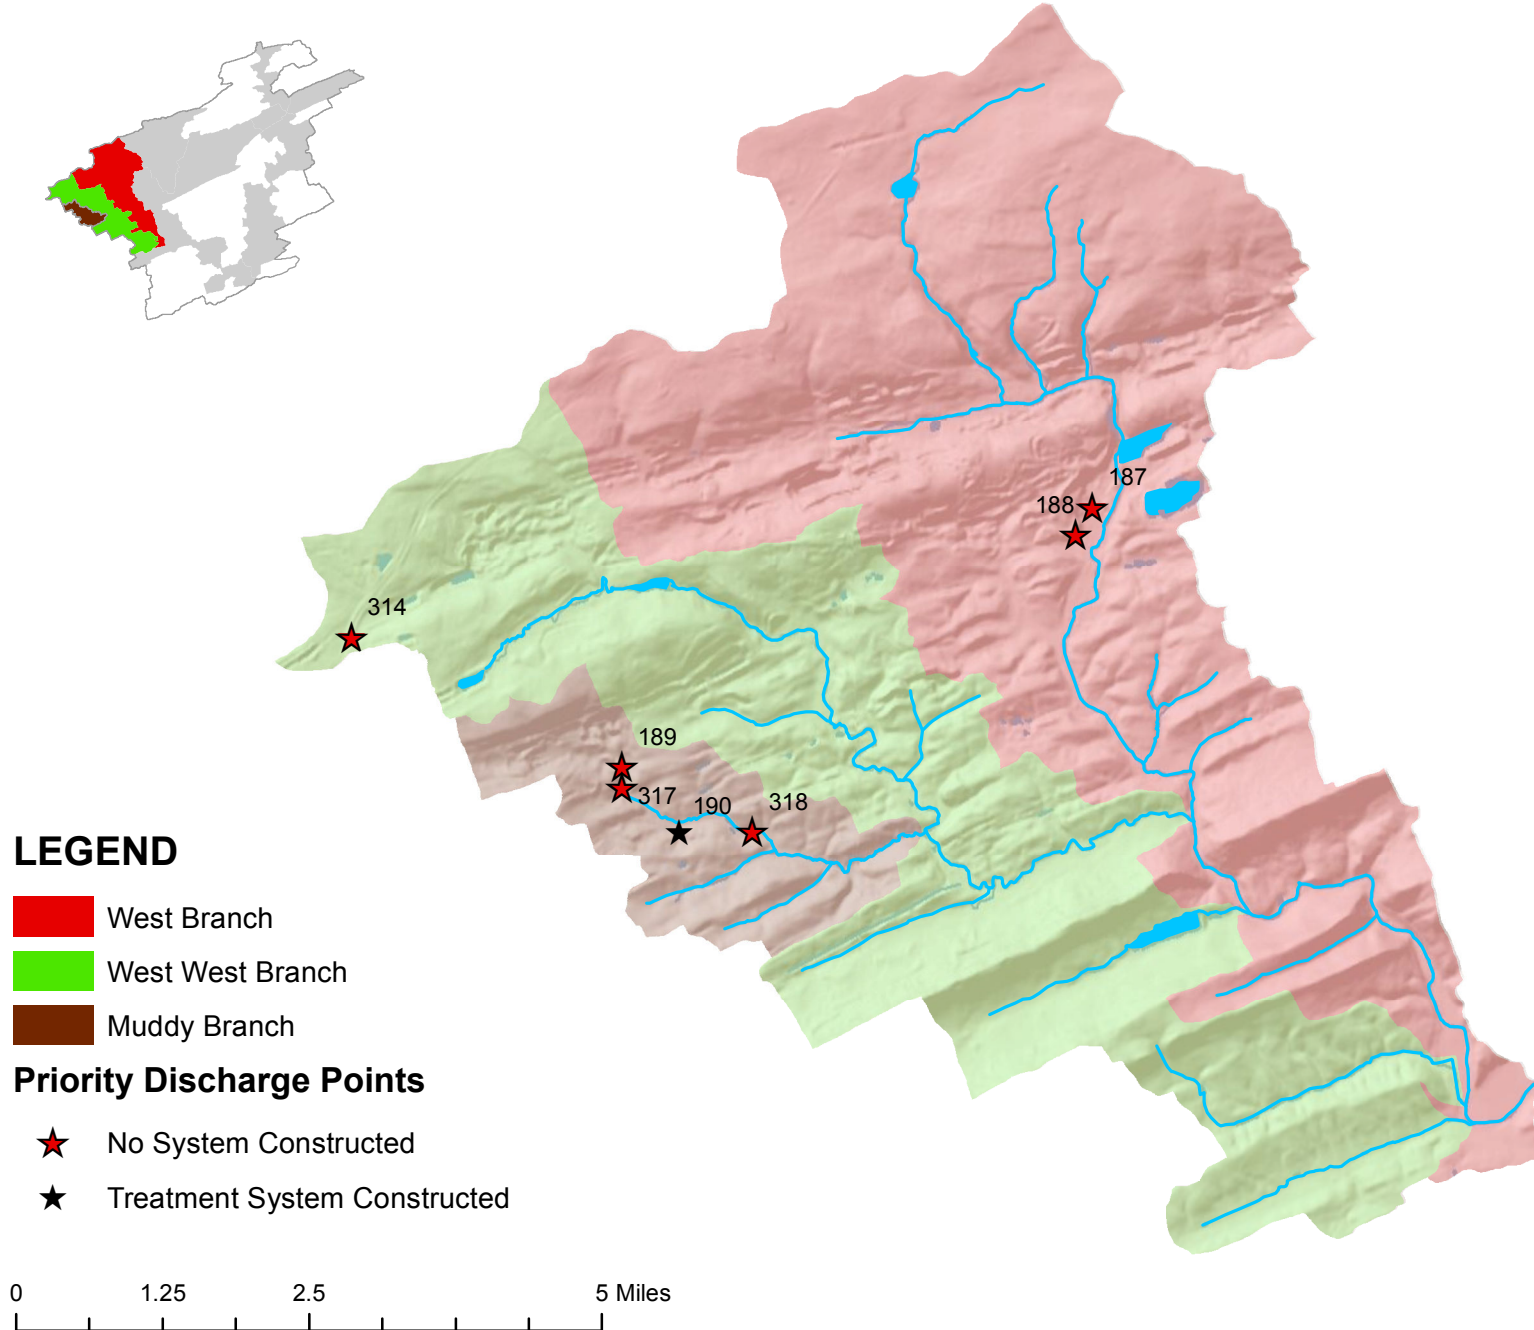 187
188
314
189
317
190
318
LEGEND
West Branch
West West Branch
Muddy Branch
Priority Discharge Points
No System Constructed
Treatment System Constructed
0 1.25 2.5 5 Miles